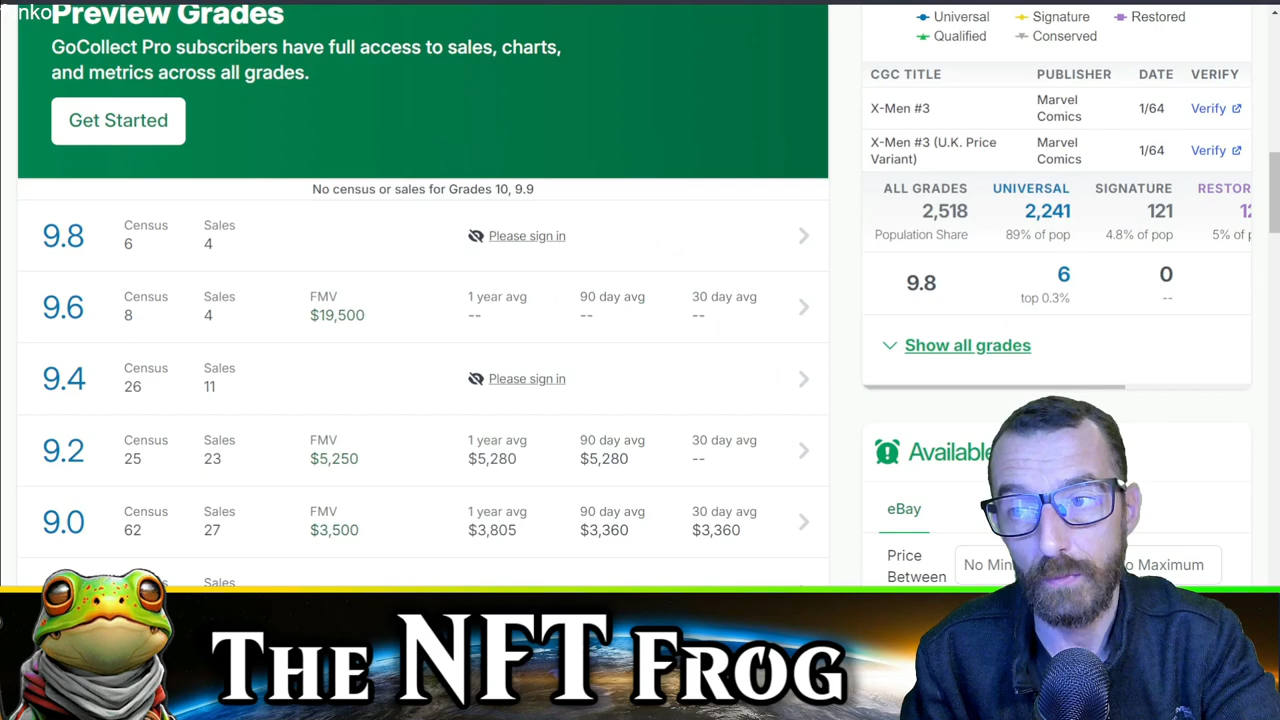 Preview Grades
GoCollect Pro subscribers have full access to sales, charts,
and metrics across all grades.
Get Started
No census or sales for Grades 10, 9.9
9.8
Census
6
Sales
4
Please sign in
9.6
Census
8
Sales
4
FMV
$19,500
1 year avg
--
90 day avg
--
30 day avg
--
9.4
Census
26
Sales
11
Please sign in
9.2
Census
25
Sales
23
FMV
$5,250
1 year avg
$5,280
90 day avg
$5,280
30 day avg
--
9.0
Census
62
Sales
27
FMV
$3,500
1 year avg
$3,805
90 day avg
$3,360
30 day avg
$3,360
Sales
Universal Signature Restored
Qualified Conserved
CGC TITLE PUBLISHER DATE VERIFY
X-Men #3 Marvel Comics 1/64 Verify
X-Men #3 (U.K. Price Variant) Marvel Comics 1/64 Verify
ALL GRADES UNIVERSAL SIGNATURE RESTOR
2,518 2,241 121 12
Population Share 89% of pop 4.8% of pop 5% of p
9.8 6 0
top 0.3% --
Show all grades
Available
eBay
Price
Between
No Min
o Maximum
THE NFT FROG